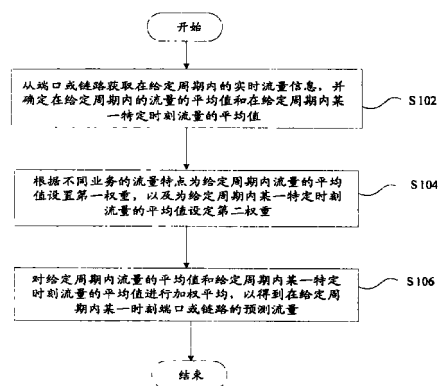 开始
从端口或链路获取在给定周期内的实时流量信息，并
确定在给定周期内的流量的平均值和在给定周期内某
一特定时刻流量的平均值
S102
根据不同业务的流量特点为给定周期内流量的平均
值设置第一权重，以及为给定周期内某一特定时刻
流量的平均值设定第二权重
S104
对给定周期内流量的平均值和给定周期内某一特定
时刻流量的平均值进行加权平均，以得到在给定周
期内某一时刻端口或链路的预测流量
S106
结束